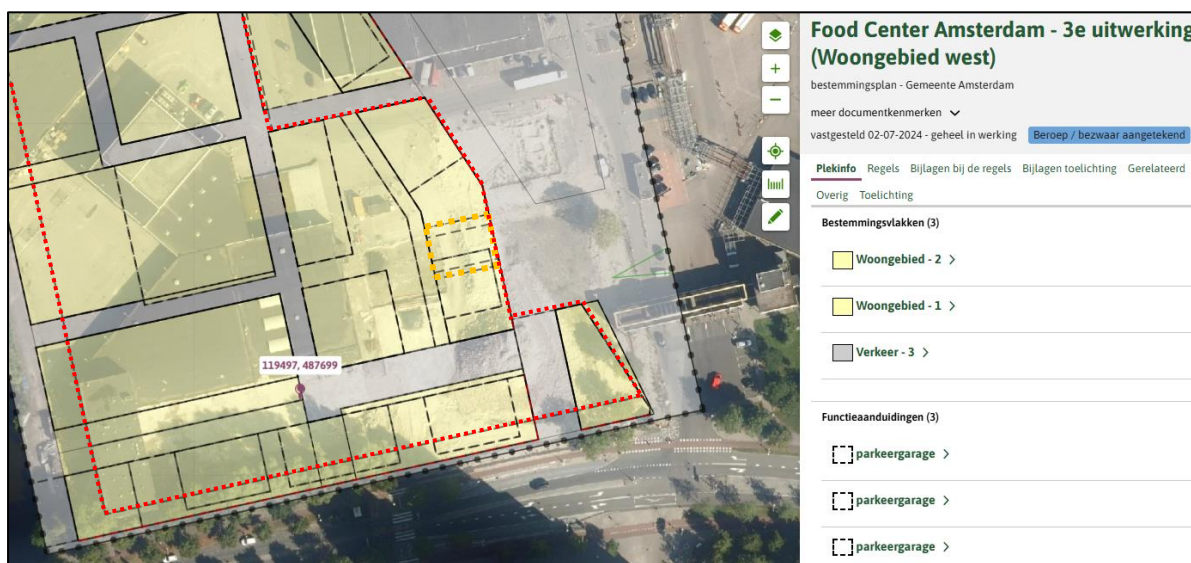 Food Center Amsterdam - 3e uitwerking
(Woongebied west)
bestemmingsplan - Gemeente Amsterdam
meer documentkenmerken
vastgesteld 02-07-2024 - geheel in werking Beroep / bezwaar aangetekend
Plekinfo Regels Bijlagen bij de regels Bijlagen toelichting Gerelateerd
Overig Toelichting
Bestemmingsvlakken (3)
Woongebied - 2 >
Woongebied - 1 >
Verkeer - 3 >
Functieaanduidingen (3)
parkeergarage >
parkeergarage >
parkeergarage >
119497, 487699